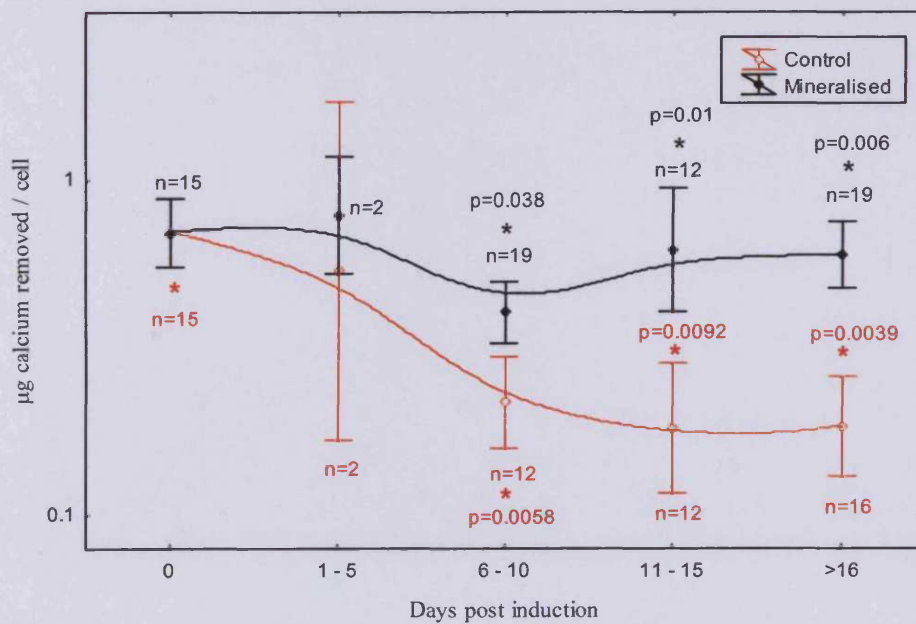 Control
Mineralised
p=0.01
*
n=12
p=0.006
*
n=19
1
n=15
n=2
p=0.038
*
n=19
*
n=15
p=0.0092
*
p=0.0039
*
µg calcium removed / cell
n=2
n=12
*
p=0.0058
n=12
n=16
0.1
0
1 - 5
6 - 10
11 - 15
>16
Days post induction